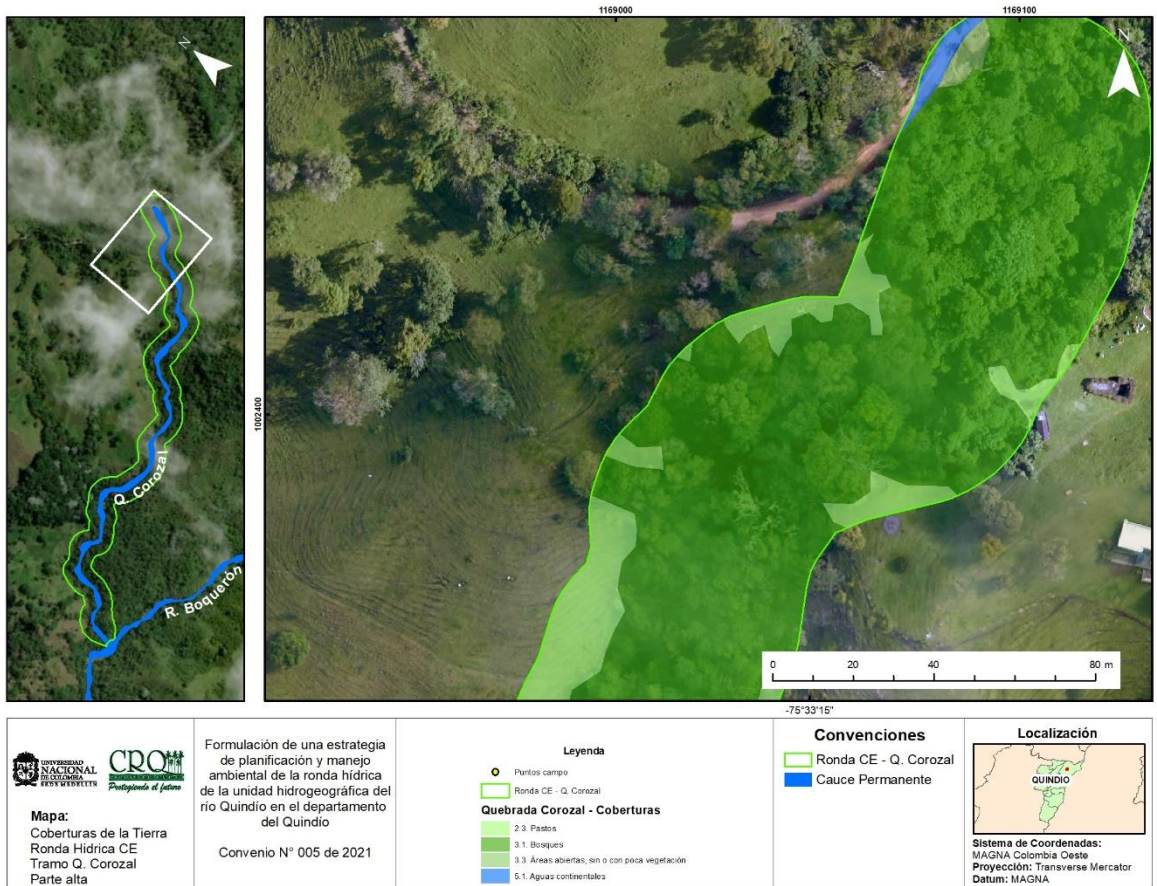 1169000
1169100
N
N
1002400
Q. Corozal
R. Boquerón
0 20 40 80 m
-75°33'15"
UNIVERSIDAD
NACIONAL
DE COLOMBIA
SEDE MEDELLÍN
CRQ
Protegiendo el futuro
Mapa:
Coberturas de la Tierra
Ronda Hidrica CE
Tramo Q. Corozal
Parte alta
Formulación de una estrategia
de planificación y manejo
ambiental de la ronda hídrica
de la unidad hidrogeográfica del
río Quindío en el departamento
del Quindío
Convenio N° 005 de 2021
Leyenda
Puntos campo
Ronda CE - Q. Corozal
Quebrada Corozal - Coberturas
2.3. Pastos
3.1. Bosques
3.3. Áreas abiertas, sin o con poca vegetación
5.1. Aguas continentales
Convenciones
Ronda CE - Q. Corozal
Cauce Permanente
Localización
QUINDIO
Sistema de Coordenadas:
MAGNA Colombia Oeste
Proyección: Transverse Mercator
Datum: MAGNA